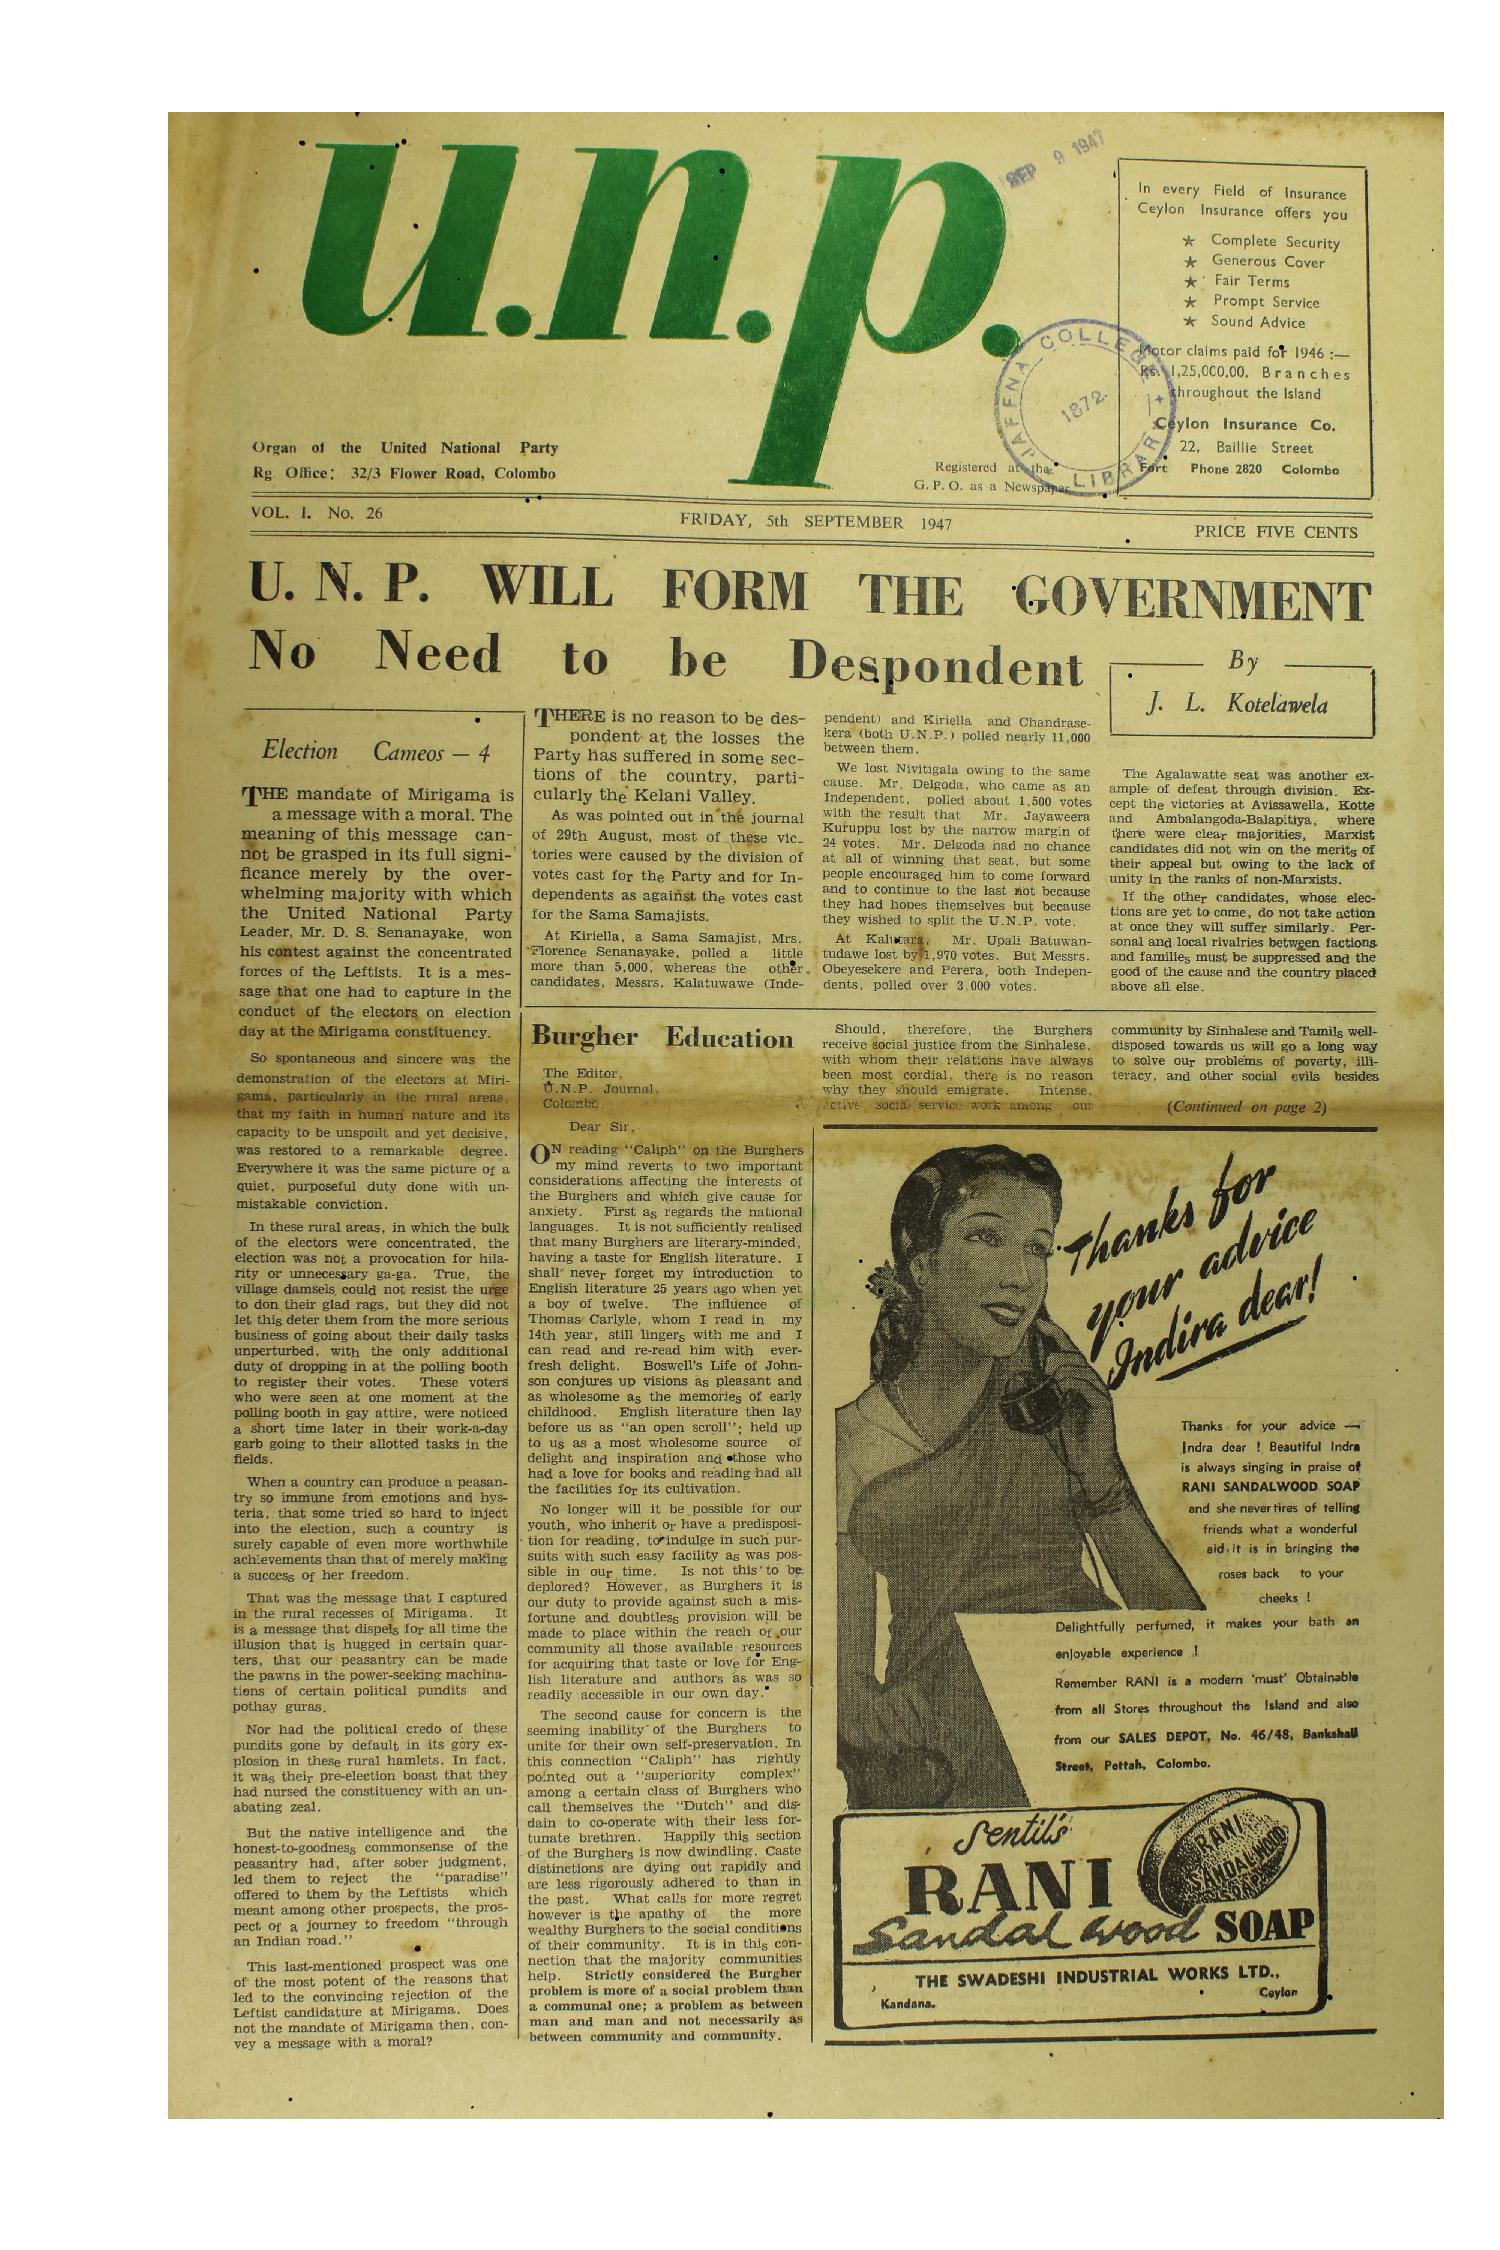 u.n.p.
SEP 9 1947
In every Field of Insurance
Ceylon Insurance offers you
★ Complete Security
★ Generous Cover
★ Fair Terms
★ Prompt Service
★ Sound Advice
Motor claims paid for 1946 :—
Rs. 1,25,000.00. Branches
throughout the Island
Ceylon Insurance Co.
22, Baillie Street
Fort Phone 2820 Colombo
JAFFNA COLLEGE LIBRARY
1872
Organ of the United National Party
Rg. Office: 32/3 Flower Road, Colombo
Registered at the
G. P. O. as a Newspaper
VOL. I. No. 26
FRIDAY, 5th SEPTEMBER 1947
PRICE FIVE CENTS
U. N. P. WILL FORM THE GOVERNMENT
No Need to be Despondent
By
J. L. Kotelawela
Election Cameos — 4
THE mandate of Mirigama is
a message with a moral. The
meaning of this message can-
not be grasped in its full signi-
ficance merely by the over-
whelming majority with which
the United National Party
Leader, Mr. D. S. Senanayake, won
his contest against the concentrated
forces of the Leftists. It is a mes-
sage that one had to capture in the
conduct of the electors on election
day at the Mirigama constituency.
So spontaneous and sincere was the
demonstration of the electors at Miri-
gama, particularly in the rural areas,
that my faith in human nature and its
capacity to be unspoilt and yet decisive,
was restored to a remarkable degree.
Everywhere it was the same picture of a
quiet, purposeful duty done with un-
mistakable conviction.
In these rural areas, in which the bulk
of the electors were concentrated, the
election was not a provocation for hila-
rity or unnecessary ga-ga. True, the
village damsels could not resist the urge
to don their glad rags, but they did not
let this deter them from the more serious
business of going about their daily tasks
unperturbed, with the only additional
duty of dropping in at the polling booth
to register their votes. These voters
who were seen at one moment at the
polling booth in gay attire, were noticed
a short time later in their work-a-day
garb going to their allotted tasks in the
fields.
When a country can produce a peasan-
try so immune from emotions and hys-
teria, that some tried so hard to inject
into the election, such a country is
surely capable of even more worthwhile
achievements than that of merely making
a success of her freedom.
That was the message that I captured
in the rural recesses of Mirigama. It
is a message that dispels for all time the
illusion that is hugged in certain quar-
ters, that our peasantry can be made
the pawns in the power-seeking machina-
tions of certain political pundits and
pothay guras.
Nor had the political credo of these
pundits gone by default in its gory ex-
plosion in these rural hamlets. In fact,
it was their pre-election boast that they
had nursed the constituency with an un-
abating zeal.
But the native intelligence and the
honest-to-goodness commonsense of the
peasantry had, after sober judgment,
led them to reject the "paradise"
offered to them by the Leftists which
meant among other prospects, the pros-
pect of a journey to freedom "through
an Indian road."
This last-mentioned prospect was one
of the most potent of the reasons that
led to the convincing rejection of the
Leftist candidature at Mirigama. Does
not the mandate of Mirigama then, con-
vey a message with a moral?
THERE is no reason to be des-
pondent at the losses the
Party has suffered in some sec-
tions of the country, parti-
cularly the Kelani Valley.
As was pointed out in the journal
of 29th August, most of these vic-
tories were caused by the division of
votes cast for the Party and for In-
dependents as against the votes cast
for the Sama Samajists.
At Kiriella, a Sama Samajist, Mrs.
Florence Senanayake, polled a little
more than 5,000, whereas the other
candidates, Messrs. Kalatuwawe (Inde-
pendent) and Kiriella and Chandrase-
kera (both U.N.P.) polled nearly 11,000
between them.
We lost Nivitigala owing to the same
cause. Mr. Delgoda, who came as an
Independent, polled about 1,500 votes
with the result that Mr. Jayaweera
Kuruppu lost by the narrow margin of
24 votes. Mr. Delgoda had no chance
at all of winning that seat, but some
people encouraged him to come forward
and to continue to the last not because
they had hopes themselves but because
they wished to split the U.N.P. vote.
At Kalutara, Mr. Upali Batuwan-
tudawe lost by 1,970 votes. But Messrs.
Obeyesekere and Perera, both Indepen-
dents, polled over 3,000 votes.
The Agalawatte seat was another ex-
ample of defeat through division. Ex-
cept the victories at Avissawella, Kotte
and Ambalangoda-Balapitiya, where
there were clear majorities, Marxist
candidates did not win on the merits of
their appeal but owing to the lack of
unity in the ranks of non-Marxists.
If the other candidates, whose elec-
tions are yet to come, do not take action
at once they will suffer similarly. Per-
sonal and local rivalries between factions
and families must be suppressed and the
good of the cause and the country placed
above all else.
Burgher Education
The Editor,
U.N.P. Journal,
Colombo.
Dear Sir,
ON reading "Caliph" on the Burghers
my mind reverts to two important
considerations affecting the interests of
the Burghers and which give cause for
anxiety. First as regards the national
languages. It is not sufficiently realised
that many Burghers are literary-minded,
having a taste for English literature. I
shall never forget my introduction to
English literature 25 years ago when yet
a boy of twelve. The influence of
Thomas Carlyle, whom I read in my
14th year, still lingers with me and I
can read and re-read him with ever-
fresh delight. Boswell's Life of John-
son conjures up visions as pleasant and
as wholesome as the memories of early
childhood. English literature then lay
before us as "an open scroll"; held up
to us as a most wholesome source of
delight and inspiration and those who
had a love for books and reading had all
the facilities for its cultivation.
No longer will it be possible for our
youth, who inherit or have a predisposi-
tion for reading, to indulge in such pur-
suits with such easy facility as was pos-
sible in our time. Is not this to be
deplored? However, as Burghers it is
our duty to provide against such a mis-
fortune and doubtless provision will be
made to place within the reach of our
community all those available resources
for acquiring that taste or love for Eng-
lish literature and authors as was so
readily accessible in our own day.
The second cause for concern is the
seeming inability of the Burghers to
unite for their own self-preservation. In
this connection "Caliph" has rightly
pointed out a "superiority complex"
among a certain class of Burghers who
call themselves the "Dutch" and dis-
dain to co-operate with their less for-
tunate brethren. Happily this section
of the Burghers is now dwindling. Caste
distinctions are dying out rapidly and
are less rigorously adhered to than in
the past. What calls for more regret
however is the apathy of the more
wealthy Burghers to the social conditions
of their community. It is in this con-
nection that the majority communities
help. Strictly considered the Burgher
problem is more of a social problem than
a communal one; a problem as between
man and man and not necessarily as
between community and community.
Should, therefore, the Burghers
receive social justice from the Sinhalese,
with whom their relations have always
been most cordial, there is no reason
why they should emigrate. Intense,
active social service work among our
community by Sinhalese and Tamils well-
disposed towards us will go a long way
to solve our problems of poverty, illi-
teracy, and other social evils besides
(Continued on page 2)
Thanks for
your advice
Indira dear!
Thanks for your advice —
Indra dear ! Beautiful Indra
is always singing in praise of
RANI SANDALWOOD SOAP
and she never tires of telling
friends what a wonderful
aid it is in bringing the
roses back to your
cheeks !
Delightfully perfumed, it makes your bath an
enjoyable experience !
Remember RANI is a modern 'must' Obtainable
from all Stores throughout the Island and also
from our SALES DEPOT, No. 46/48, Bankshall
Street, Pettah, Colombo.
Sentil's
RANI
Sandal wood SOAP
RANI
SANDALWOOD
SOAP
THE SWADESHI INDUSTRIAL WORKS LTD.,
Kandana. Ceylon